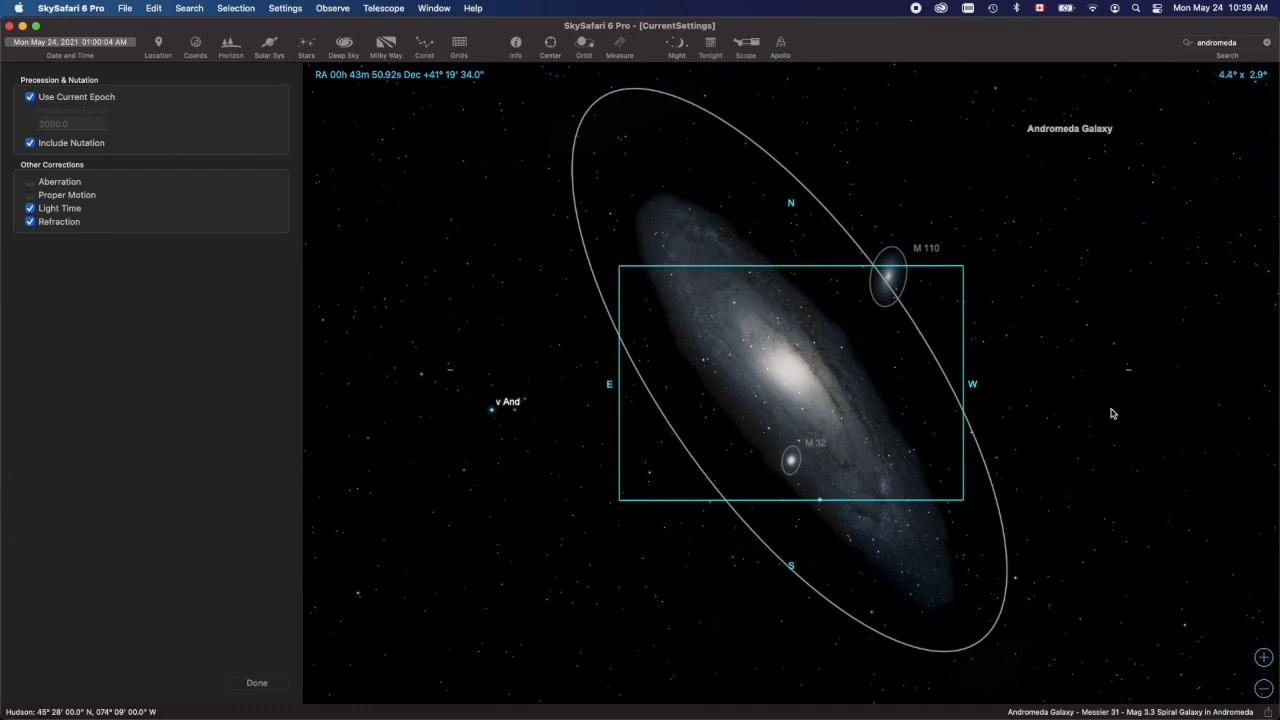 SkySafari 6 Pro File Edit Search Selection Settings Observe Telescope Window Help Mon May 24 10:39 AM
SkySafari 6 Pro - [CurrentSettings]
Mon May 24, 2021 01:00:04 AM
Date and Time Location Coords Horizon Solar Sys Stars Deep Sky Milky Way Const Grids Info Center Orbit Measure Night Tonight Scope Apollo andromeda Search
Precession & Nutation
Use Current Epoch
2000.0
Include Nutation
Other Corrections
Aberration
Proper Motion
Light Time
Refraction
Done
RA 00h 43m 50.92s Dec +41° 19' 34.0"
4.4° x 2.9°
Andromeda Galaxy
N
M 110
E
W
ν And
M 32
S
Hudson: 45° 28' 00.0" N, 074° 09' 00.0" W
Andromeda Galaxy - Messier 31 - Mag 3.3 Spiral Galaxy in Andromeda